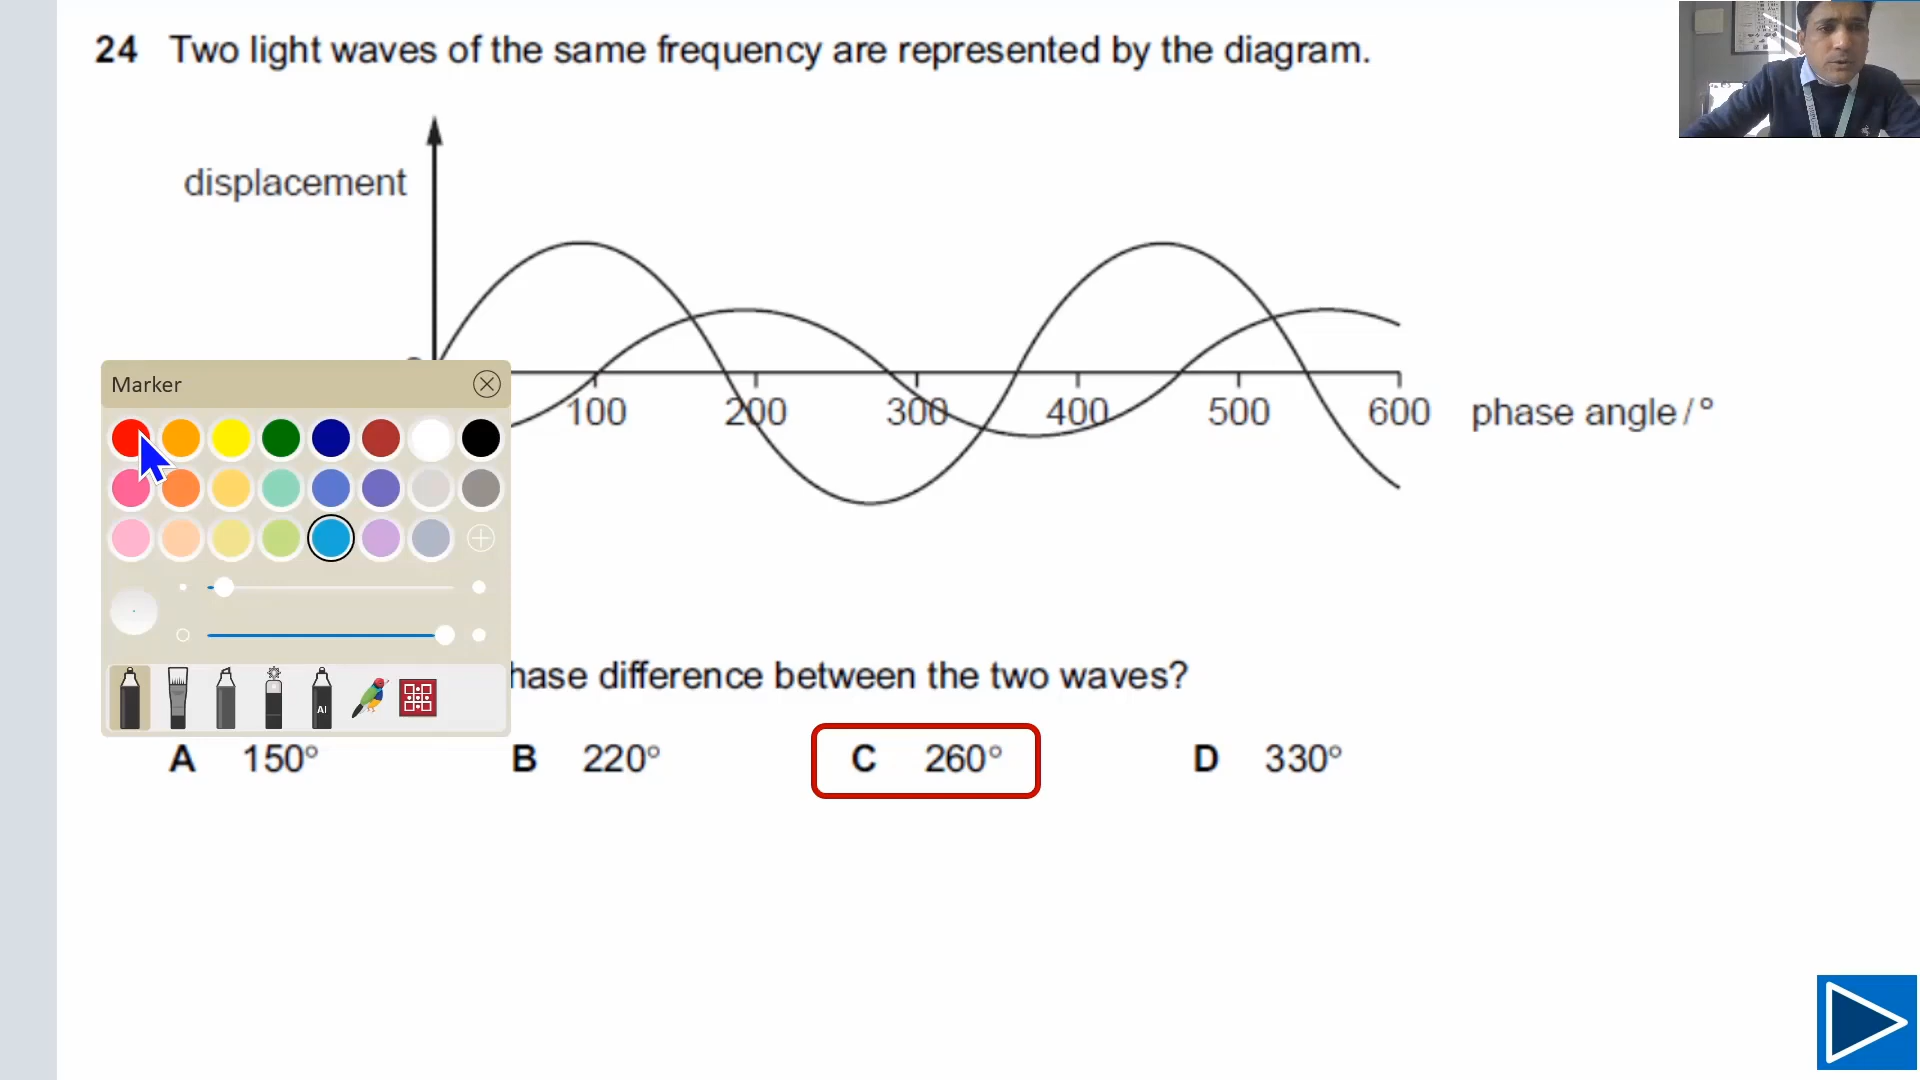 24 Two light waves of the same frequency are represented by the diagram.
displacement
100 200 300 400 500 600 phase angle / °
Marker
AI
hase difference between the two waves?
A 150° B 220° C 260° D 330°